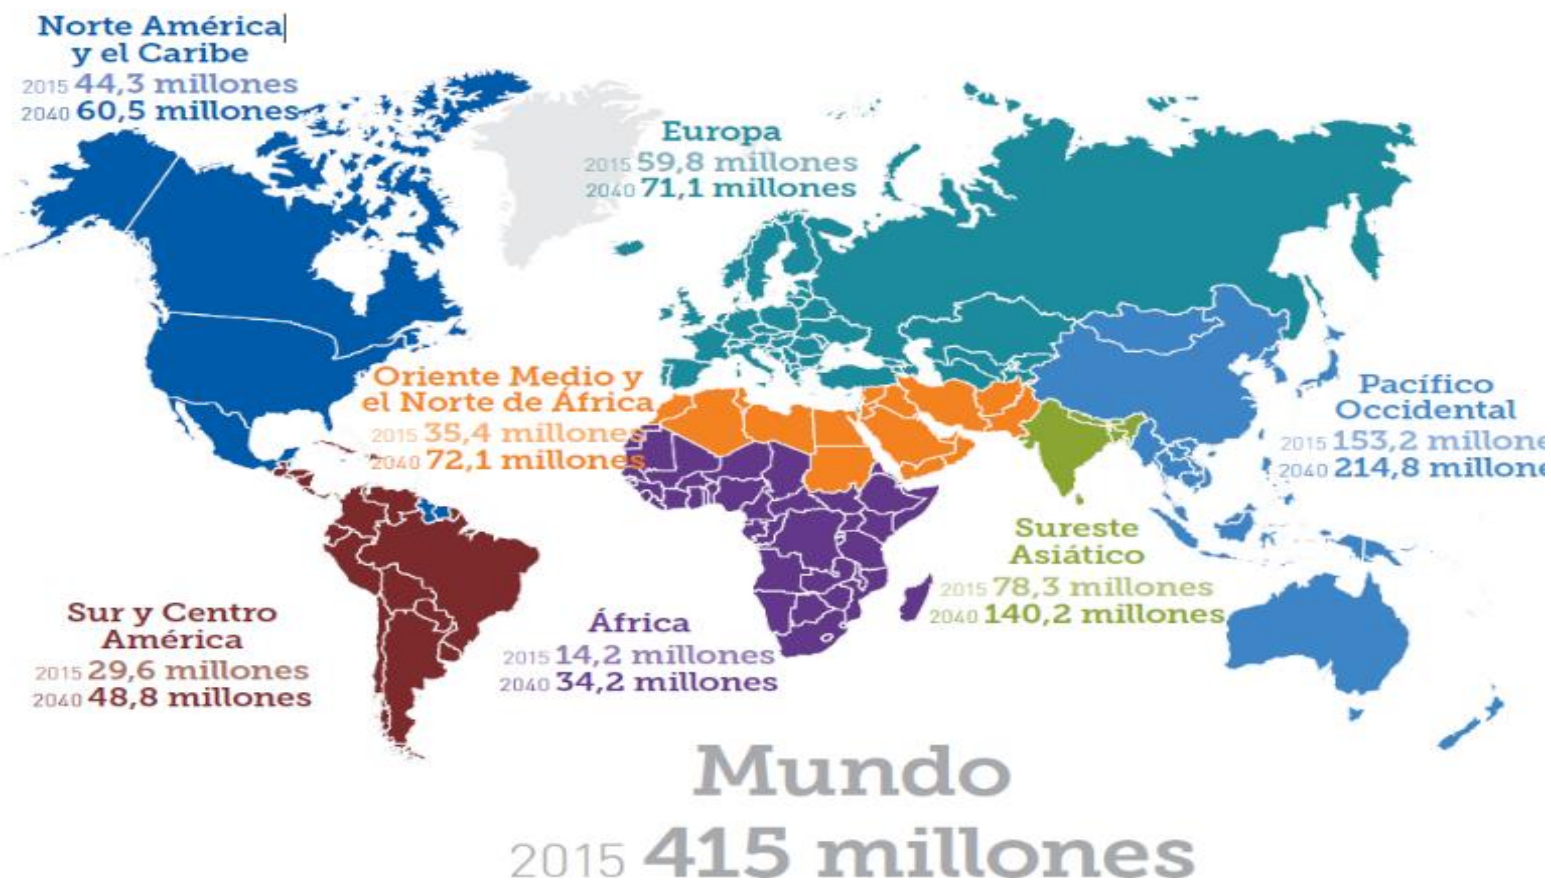 Norte América
y el Caribe
2015 44,3 millones
2040 60,5 millones
Europa
2015 59,8 millones
2040 71,1 millones
Oriente Medio y
el Norte de África
2015 35,4 millones
2040 72,1 millones
Pacífico
Occidental
2015 153,2 millone
2040 214,8 millone
Sureste
Asiático
2015 78,3 millones
2040 140,2 millones
Sur y Centro
América
2015 29,6 millones
2040 48,8 millones
África
2015 14,2 millones
2040 34,2 millones
Mundo
2015 415 millones